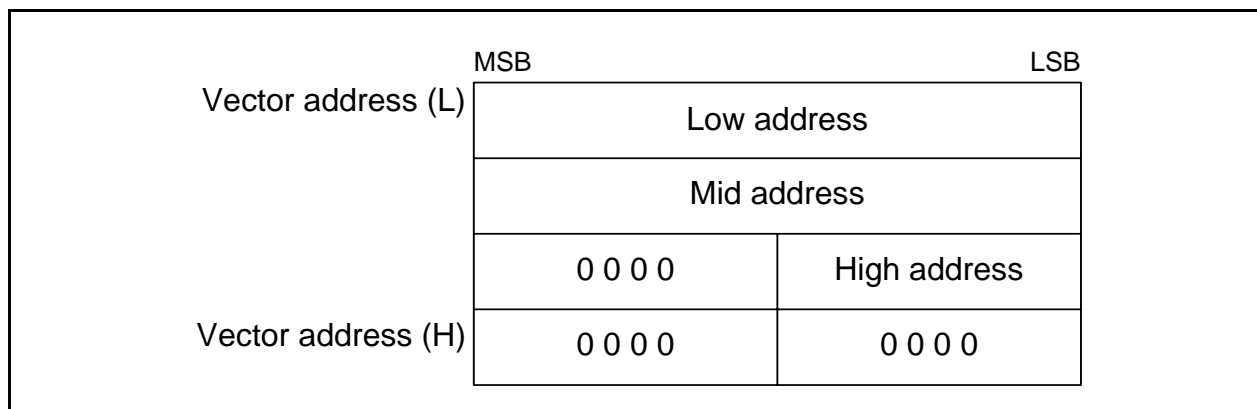 MSB LSB
Vector address (L) Low address
Mid address
0 0 0 0 High address
Vector address (H) 0 0 0 0 0 0 0 0